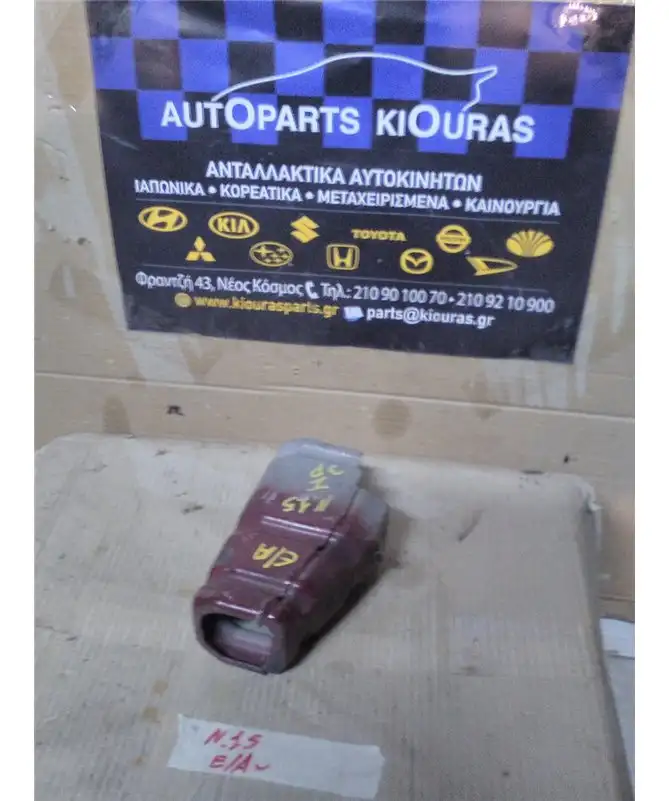 AUTOPARTS KIOURAS
ΑΝΤΑΛΛΑΚΤΙΚΑ ΑΥΤΟΚΙΝΗΤΩΝ
ΙΑΠΩΝΙΚΑ • ΚΟΡΕΑΤΙΚΑ • ΜΕΤΑΧΕΙΡΙΣΜΕΝΑ • ΚΑΙΝΟΥΡΓΙΑ
KIA
TOYOTA
Φραντζή 43, Νέος Κόσμος Τηλ.: 210 90 100 70 • 210 92 10 900
www.kiourasparts.gr parts@kiouras.gr
N.15
E/A
N.15
E/A